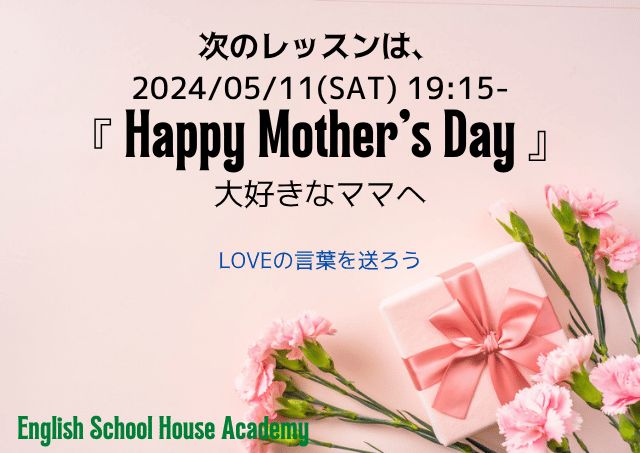 次のレッスンは、
2024/05/11(SAT) 19:15-
『 Happy Mother's Day 』
大好きなママへ
LOVEの言葉を送ろう
English School House Academy